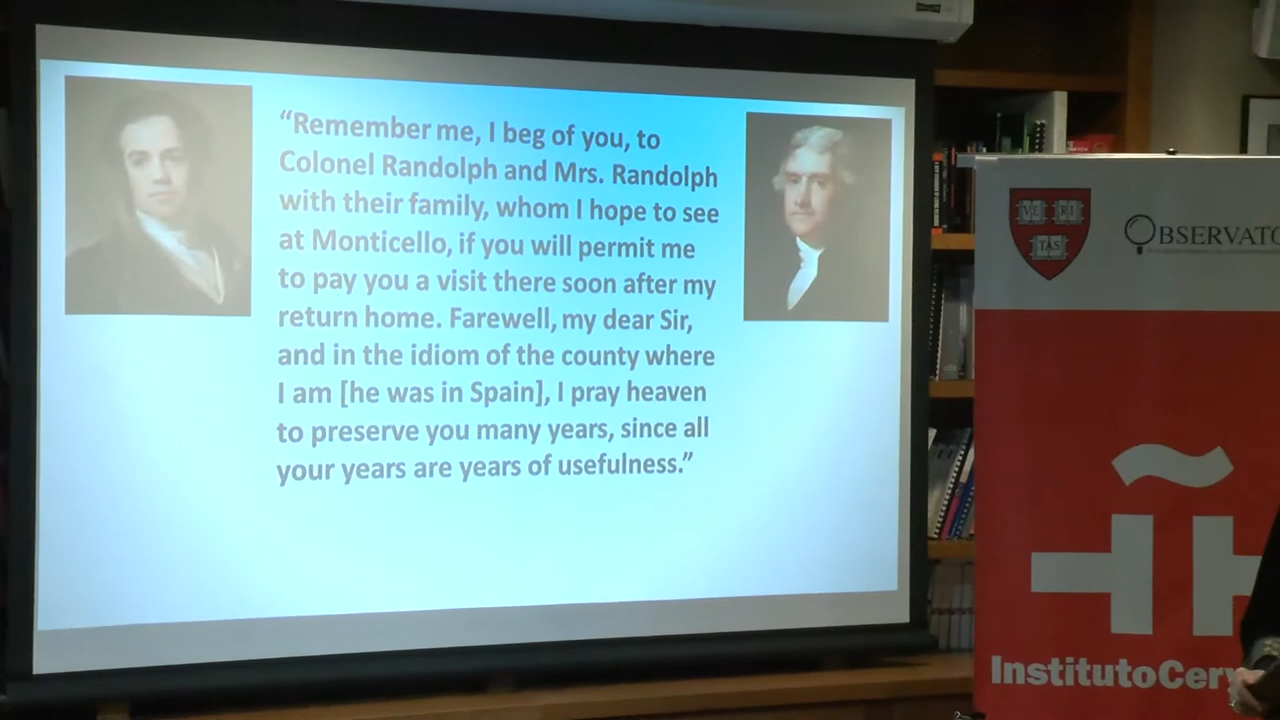 “Remember me, I beg of you, to
Colonel Randolph and Mrs. Randolph
with their family, whom I hope to see
at Monticello, if you will permit me
to pay you a visit there soon after my
return home. Farewell, my dear Sir,
and in the idiom of the county where
I am [he was in Spain], I pray heaven
to preserve you many years, since all
your years are years of usefulness.”
VE RI
TAS
OBSERVATO
InstitutoCerv